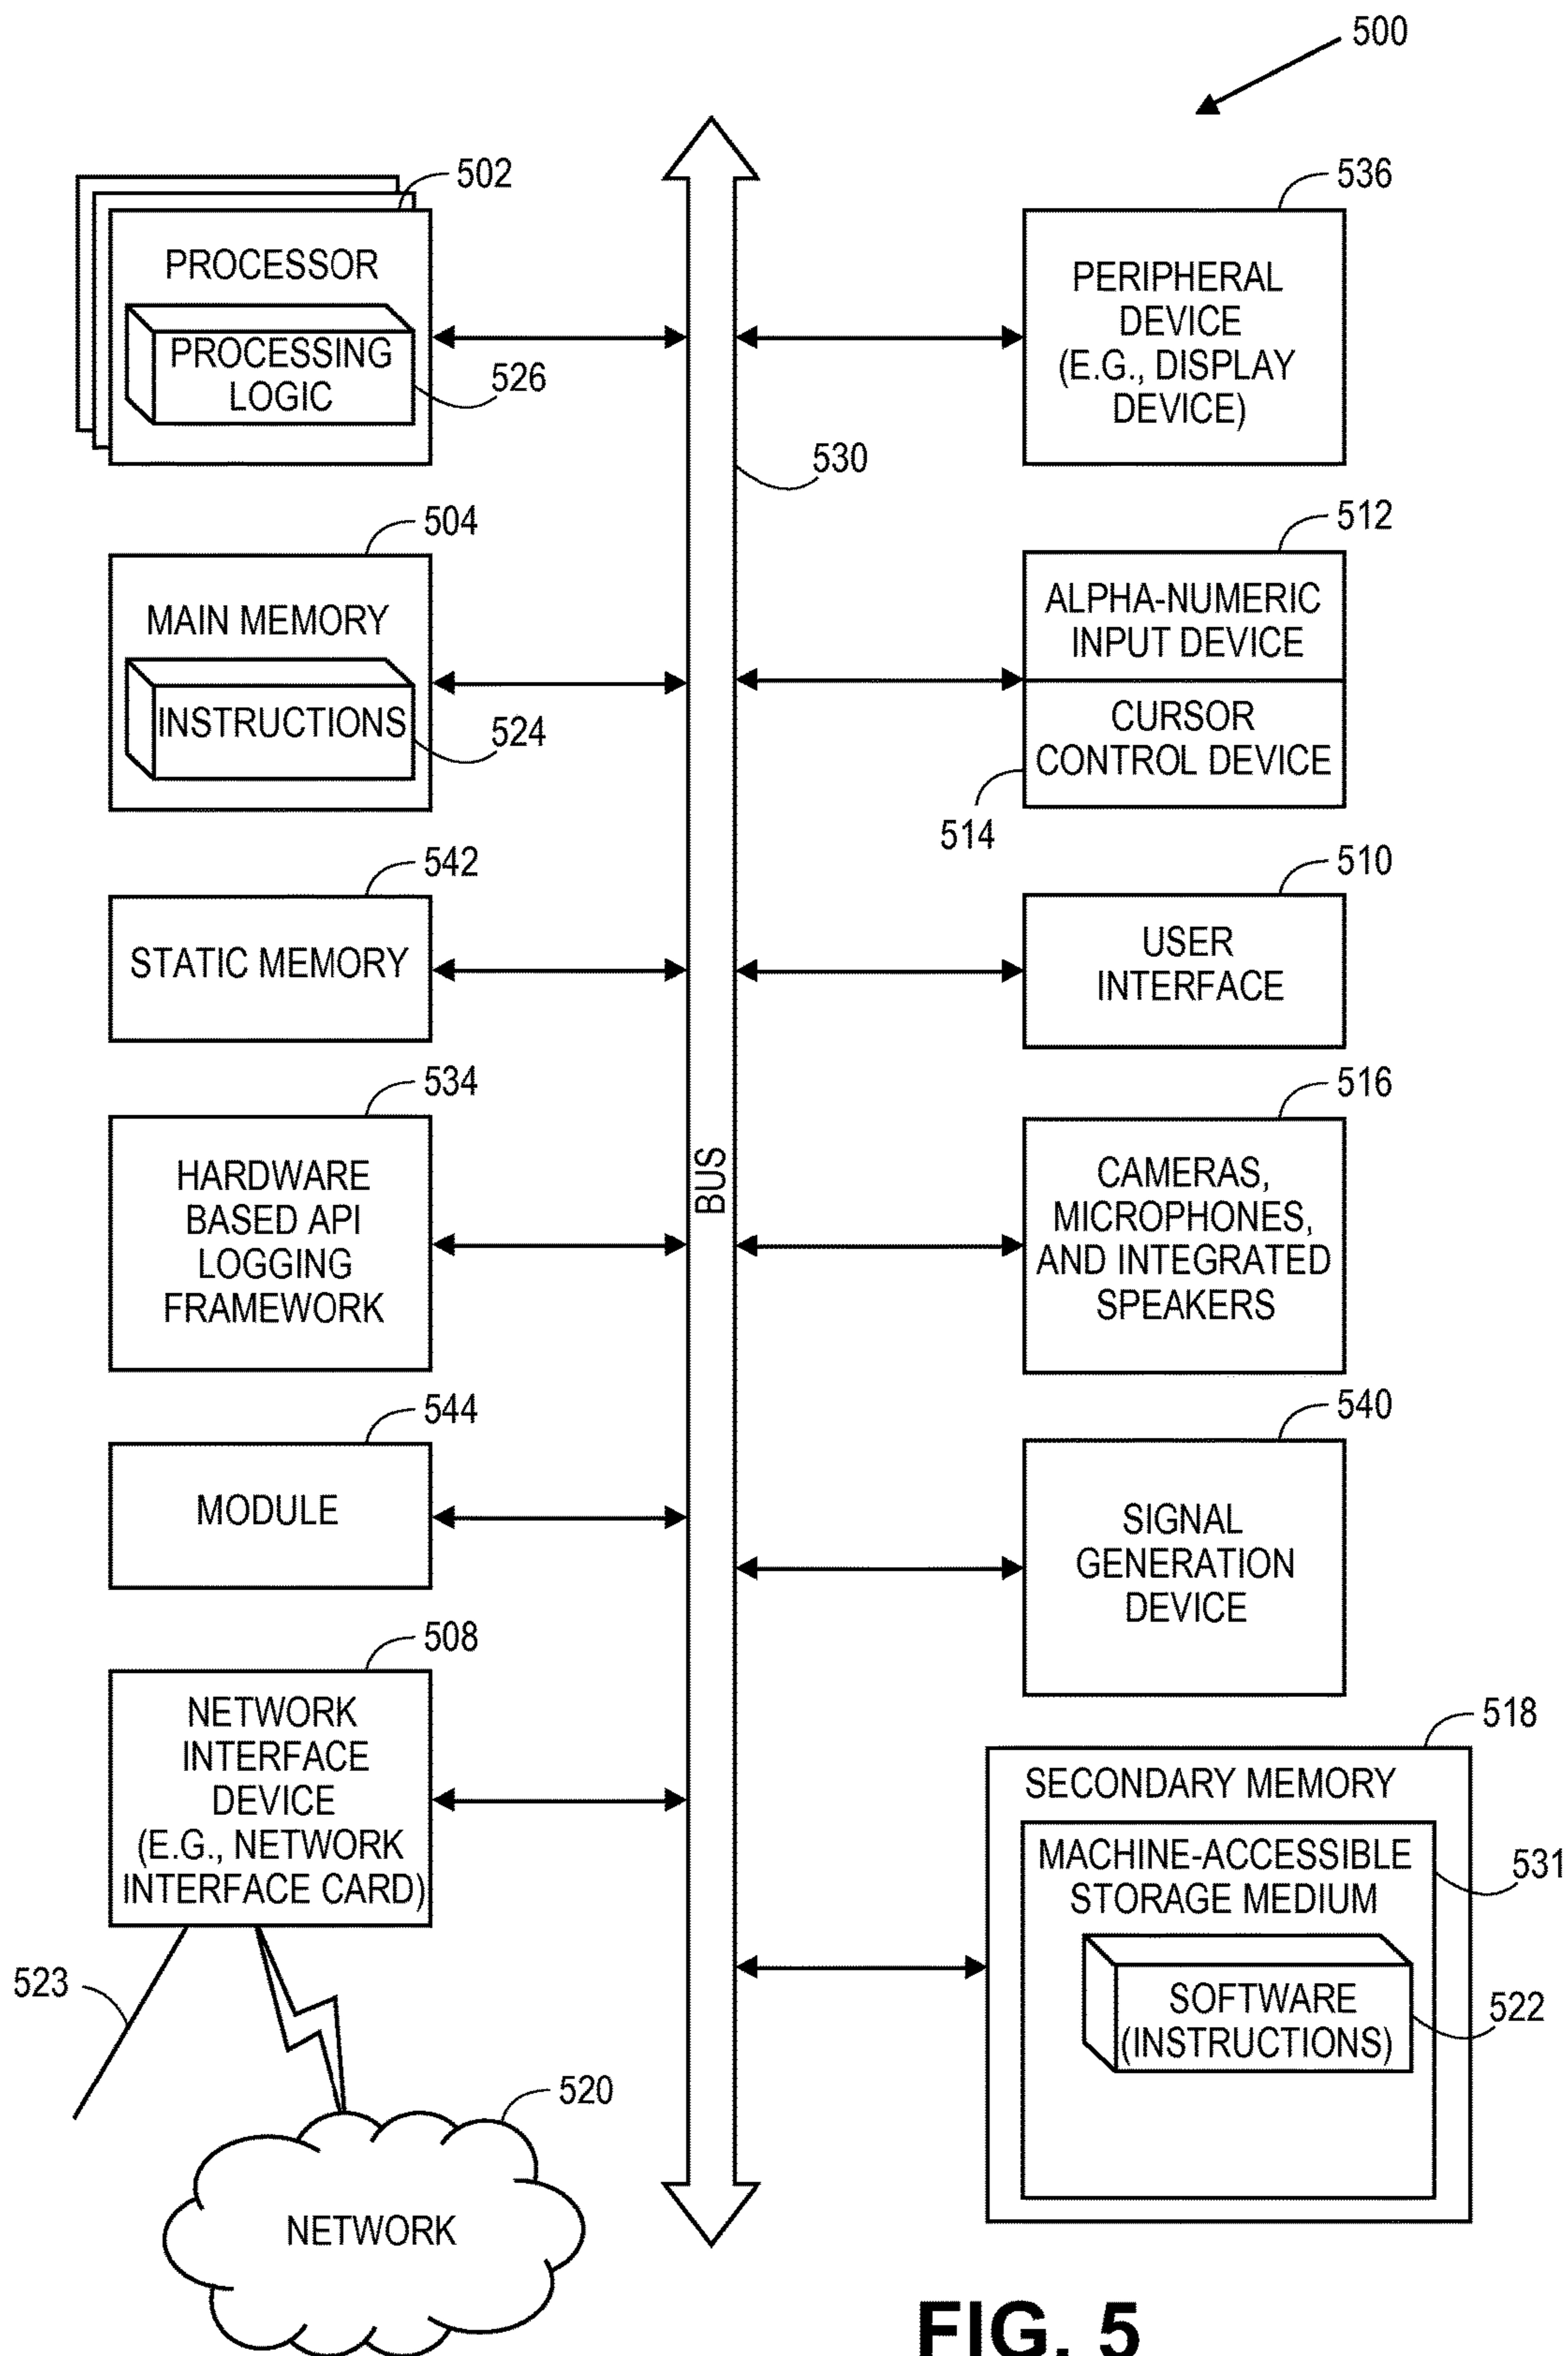 500
502
PROCESSOR
PROCESSING
LOGIC
526
504
MAIN MEMORY
INSTRUCTIONS
524
542
STATIC MEMORY
534
HARDWARE
BASED API
LOGGING
FRAMEWORK
544
MODULE
508
NETWORK
INTERFACE
DEVICE
(E.G., NETWORK
INTERFACE CARD)
523
520
NETWORK
530
BUS
536
PERIPHERAL
DEVICE
(E.G., DISPLAY
DEVICE)
512
ALPHA-NUMERIC
INPUT DEVICE
CURSOR
CONTROL DEVICE
514
510
USER
INTERFACE
516
CAMERAS,
MICROPHONES,
AND INTEGRATED
SPEAKERS
540
SIGNAL
GENERATION
DEVICE
518
SECONDARY MEMORY
MACHINE-ACCESSIBLE
STORAGE MEDIUM
531
SOFTWARE
(INSTRUCTIONS)
522
FIG. 5